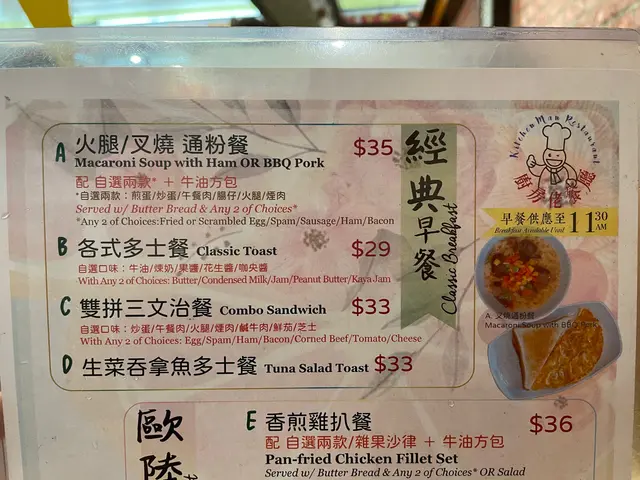 A 火腿/叉燒 通粉餐 $35
Macaroni Soup with Ham OR BBQ Pork
配 自選兩款* + 牛油方包
*自選兩款：煎蛋/炒蛋/午餐肉/腸仔/火腿/煙肉
Served w/ Butter Bread & Any 2 of Choices*
*Any 2 of Choices:Fried or Scrambled Egg/Spam/Sausage/Ham/Bacon
B 各式多士餐 Classic Toast $29
自選口味：牛油/煉奶/果醬/花生醬/咖央醬
With Any 2 of Choices: Butter/Condensed Milk/Jam/Peanut Butter/Kaya Jam
C 雙拼三文治餐 Combo Sandwich $33
自選口味：炒蛋/午餐肉/火腿/煙肉/鹹牛肉/鮮茄/芝士
With Any 2 of Choices: Egg/Spam/Ham/Bacon/Corned Beef/Tomato/Cheese
D 生菜吞拿魚多士餐 Tuna Salad Toast $33
經典早餐
Classic Breakfast
KitchenMan Restaurant
早餐供應至 11 30 AM
Breakfast Available Until
A. 叉燒通粉餐
Macaroni Soup with BBQ Pork
歐陸
E 香煎雞扒餐 $36
配 自選兩款/雜果沙律 + 牛油方包
Pan-fried Chicken Fillet Set
Served w/ Butter Bread & Any 2 of Choices* OR Salad